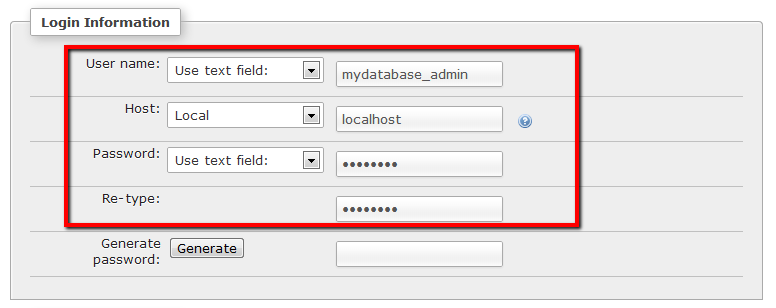 Login Information
User name: Use text field: mydatabase_admin
Host: Local localhost
Password: Use text field: ••••••••
Re-type: ••••••••
Generate password: Generate